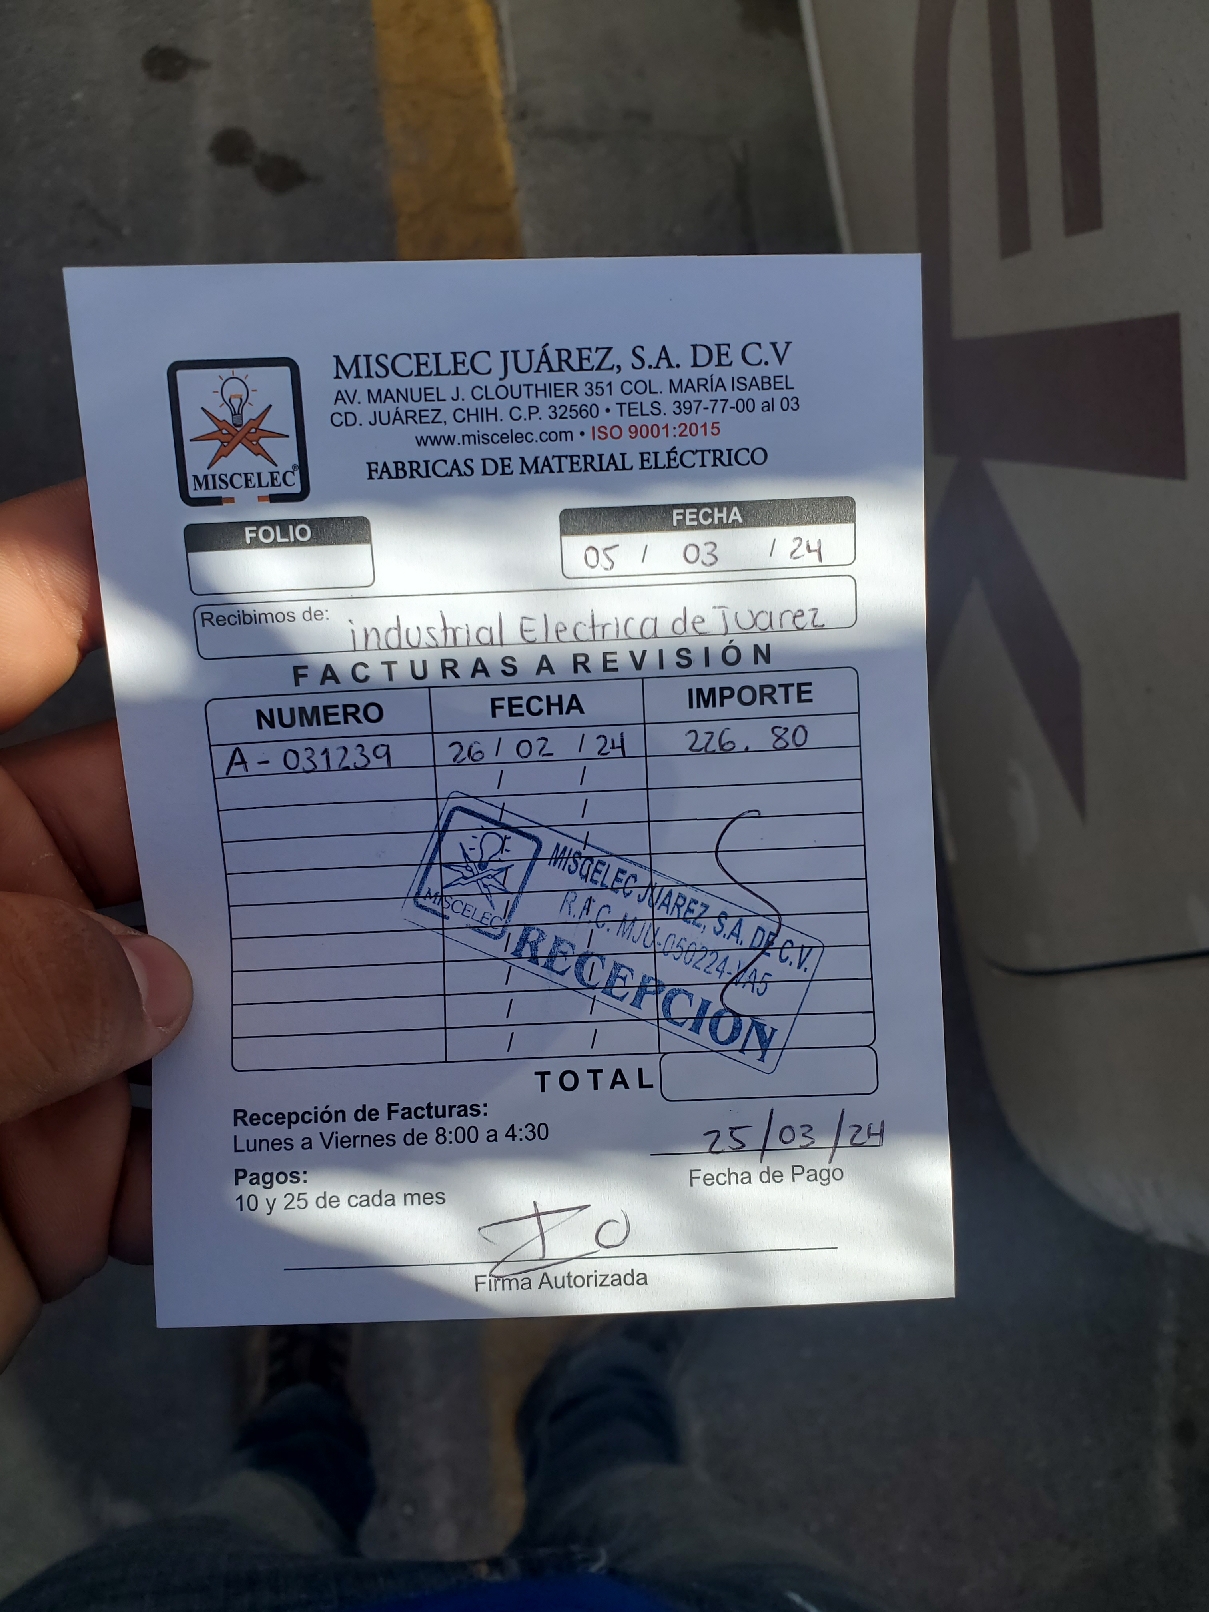 MISCELEC®
MISCELEC JUÁREZ, S.A. DE C.V
AV. MANUEL J. CLOUTHIER 351 COL. MARÍA ISABEL
CD. JUÁREZ, CHIH. C.P. 32560 • TELS. 397-77-00 al 03
www.miscelec.com • ISO 9001:2015
FABRICAS DE MATERIAL ELÉCTRICO
FOLIO
FECHA
05 / 03 / 24
Recibimos de: industrial Electrica de Juarez
FACTURAS A REVISIÓN
NUMERO FECHA IMPORTE
A-031239 26 / 02 / 24 226.80
MISCELEC
MISCELEC JUAREZ, S.A. DE C.V.
MJU-050224-
RECEPCION
TOTAL
Recepción de Facturas:
Lunes a Viernes de 8:00 a 4:30
25/03/24
Fecha de Pago
Pagos:
10 y 25 de cada mes
Firma Autorizada